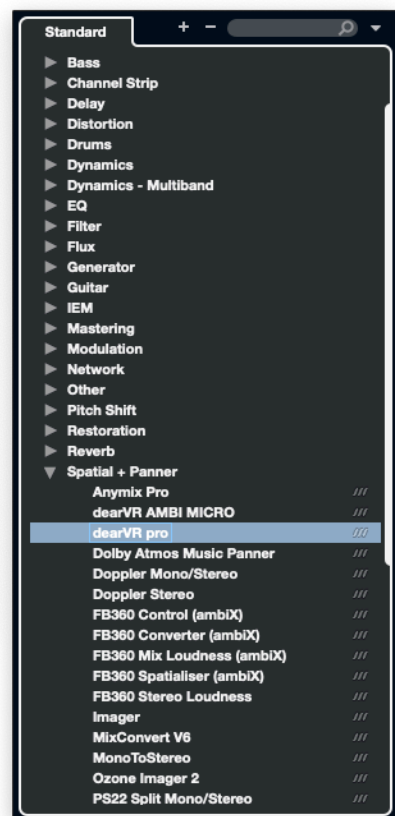 Standard + −
Bass
Channel Strip
Delay
Distortion
Drums
Dynamics
Dynamics - Multiband
EQ
Filter
Flux
Generator
Guitar
IEM
Mastering
Modulation
Network
Other
Pitch Shift
Restoration
Reverb
Spatial + Panner
Anymix Pro
dearVR AMBI MICRO
dearVR pro
Dolby Atmos Music Panner
Doppler Mono/Stereo
Doppler Stereo
FB360 Control (ambiX)
FB360 Converter (ambiX)
FB360 Mix Loudness (ambiX)
FB360 Spatialiser (ambiX)
FB360 Stereo Loudness
Imager
MixConvert V6
MonoToStereo
Ozone Imager 2
PS22 Split Mono/Stereo